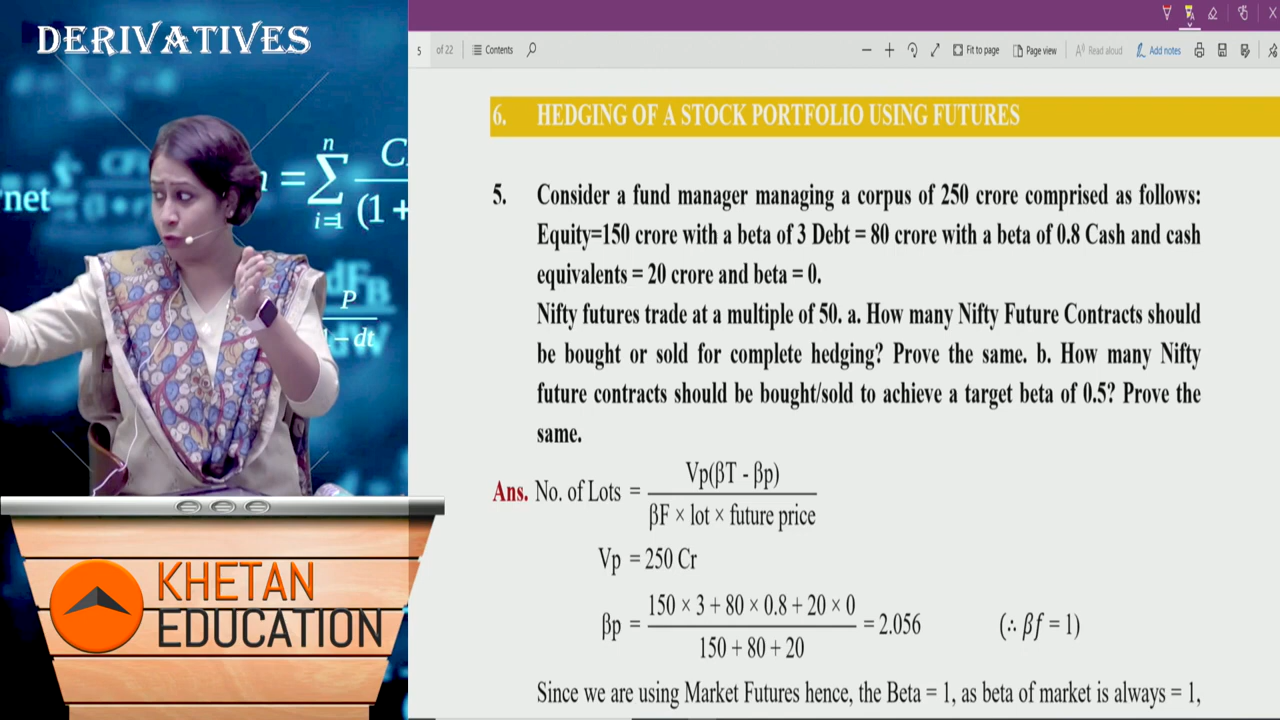 DERIVATIVES
net
n
= Σ
i=1
(1+
dF B
P
1-dt
dW
KHETAN
EDUCATION
5 of 22 Contents Fit to page Page view Read aloud Add notes
6. HEDGING OF A STOCK PORTFOLIO USING FUTURES
5. Consider a fund manager managing a corpus of 250 crore comprised as follows:
Equity=150 crore with a beta of 3 Debt = 80 crore with a beta of 0.8 Cash and cash
equivalents = 20 crore and beta = 0.
Nifty futures trade at a multiple of 50. a. How many Nifty Future Contracts should
be bought or sold for complete hedging? Prove the same. b. How many Nifty
future contracts should be bought/sold to achieve a target beta of 0.5? Prove the
same.
Ans. No. of Lots = Vp(βT - βp)
βF × lot × future price
Vp = 250 Cr
βp = 150 × 3 + 80 × 0.8 + 20 × 0
150 + 80 + 20
= 2.056 (∴ βf = 1)
Since we are using Market Futures hence, the Beta = 1, as beta of market is always = 1,